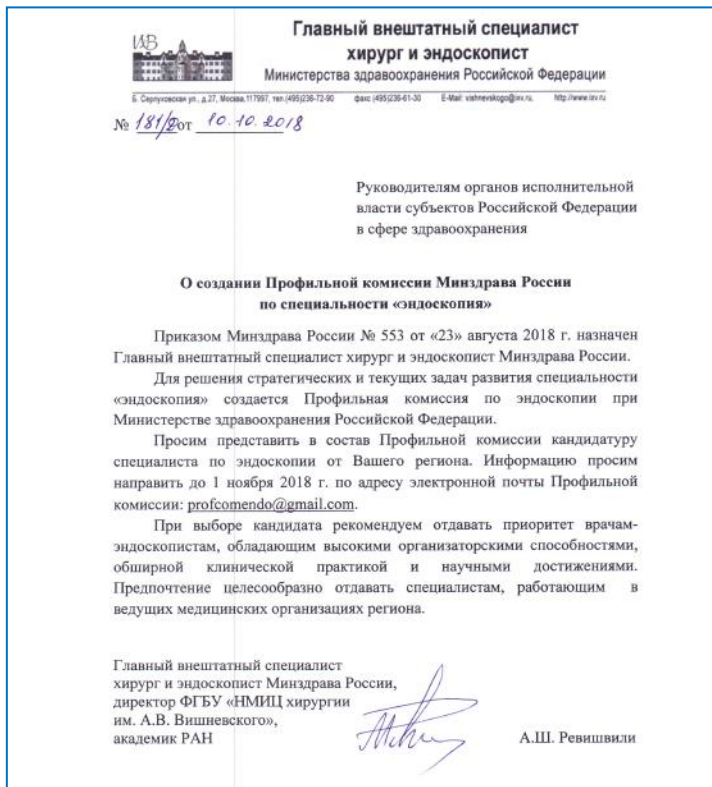 ИХВ
Главный внештатный специалист
хирург и эндоскопист
Министерства здравоохранения Российской Федерации
Б. Серпуховская ул., д.27, Москва,117997, тел.(495)236-72-90 факс (495)236-61-30 E-Mail: vishnevskogo@ixv.ru, http://www.ixv.ru
№ 181/2 от 10.10.2018
Руководителям органов исполнительной
власти субъектов Российской Федерации
в сфере здравоохранения
О создании Профильной комиссии Минздрава России
по специальности «эндоскопия»
Приказом Минздрава России № 553 от «23» августа 2018 г. назначен
Главный внештатный специалист хирург и эндоскопист Минздрава России.
Для решения стратегических и текущих задач развития специальности
«эндоскопия» создается Профильная комиссия по эндоскопии при
Министерстве здравоохранения Российской Федерации.
Просим представить в состав Профильной комиссии кандидатуру
специалиста по эндоскопии от Вашего региона. Информацию просим
направить до 1 ноября 2018 г. по адресу электронной почты Профильной
комиссии: profcomendo@gmail.com.
При выборе кандидата рекомендуем отдавать приоритет врачам-
эндоскопистам, обладающим высокими организаторскими способностями,
обширной клинической практикой и научными достижениями.
Предпочтение целесообразно отдавать специалистам, работающим в
ведущих медицинских организациях региона.
Главный внештатный специалист
хирург и эндоскопист Минздрава России,
директор ФГБУ «НМИЦ хирургии
им. А.В. Вишневского»,
академик РАН А.Ш. Ревишвили